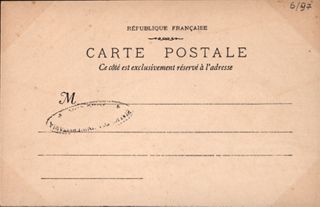 6/97
RÉPUBLIQUE FRANÇAISE
CARTE POSTALE
Ce côté est exclusivement réservé à l'adresse
M